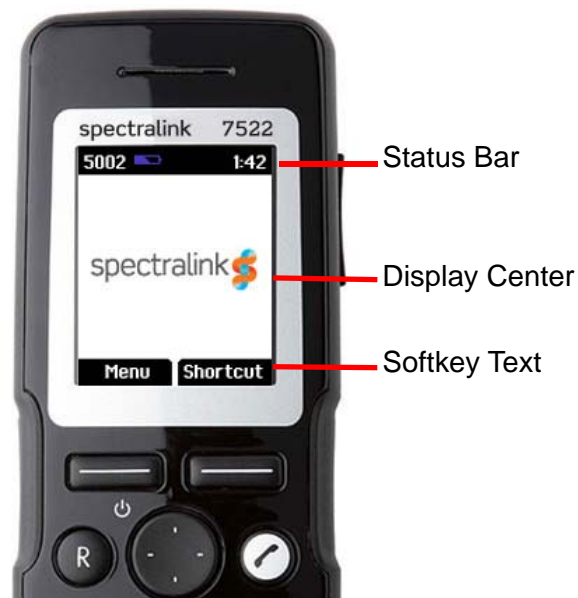 spectralink 7522
5002 1:42
Status Bar
spectralink
Display Center
Menu Shortcut
Softkey Text
R